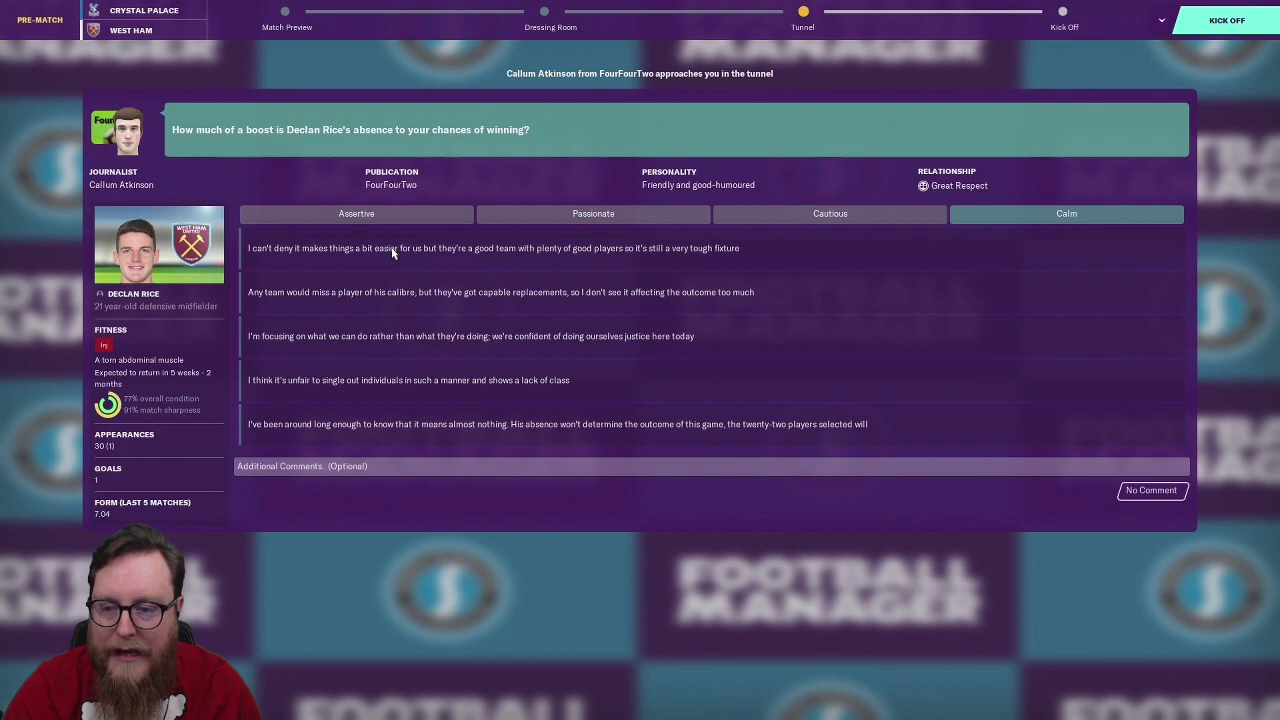 PRE-MATCH
CRYSTAL PALACE
WEST HAM
Match Preview
Dressing Room
Tunnel
Kick Off
KICK OFF
Callum Atkinson from FourFourTwo approaches you in the tunnel
Four
How much of a boost is Declan Rice's absence to your chances of winning?
JOURNALIST
Callum Atkinson
PUBLICATION
FourFourTwo
PERSONALITY
Friendly and good-humoured
RELATIONSHIP
Great Respect
Assertive
Passionate
Cautious
Calm
WEST HAM
UNITED
DECLAN RICE
21 year-old defensive midfielder
FITNESS
Inj
A torn abdominal muscle
Expected to return in 5 weeks - 2
months
77% overall condition
91% match sharpness
APPEARANCES
30 (1)
GOALS
1
FORM (LAST 5 MATCHES)
7.04
I can't deny it makes things a bit easier for us but they're a good team with plenty of good players so it's still a very tough fixture
Any team would miss a player of his calibre, but they've got capable replacements, so I don't see it affecting the outcome too much
I'm focusing on what we can do rather than what they're doing; we're confident of doing ourselves justice here today
I think it's unfair to single out individuals in such a manner and shows a lack of class
I've been around long enough to know that it means almost nothing. His absence won't determine the outcome of this game, the twenty-two players selected will
Additional Comments.. (Optional)
No Comment
FOOTBALL
MANAGER